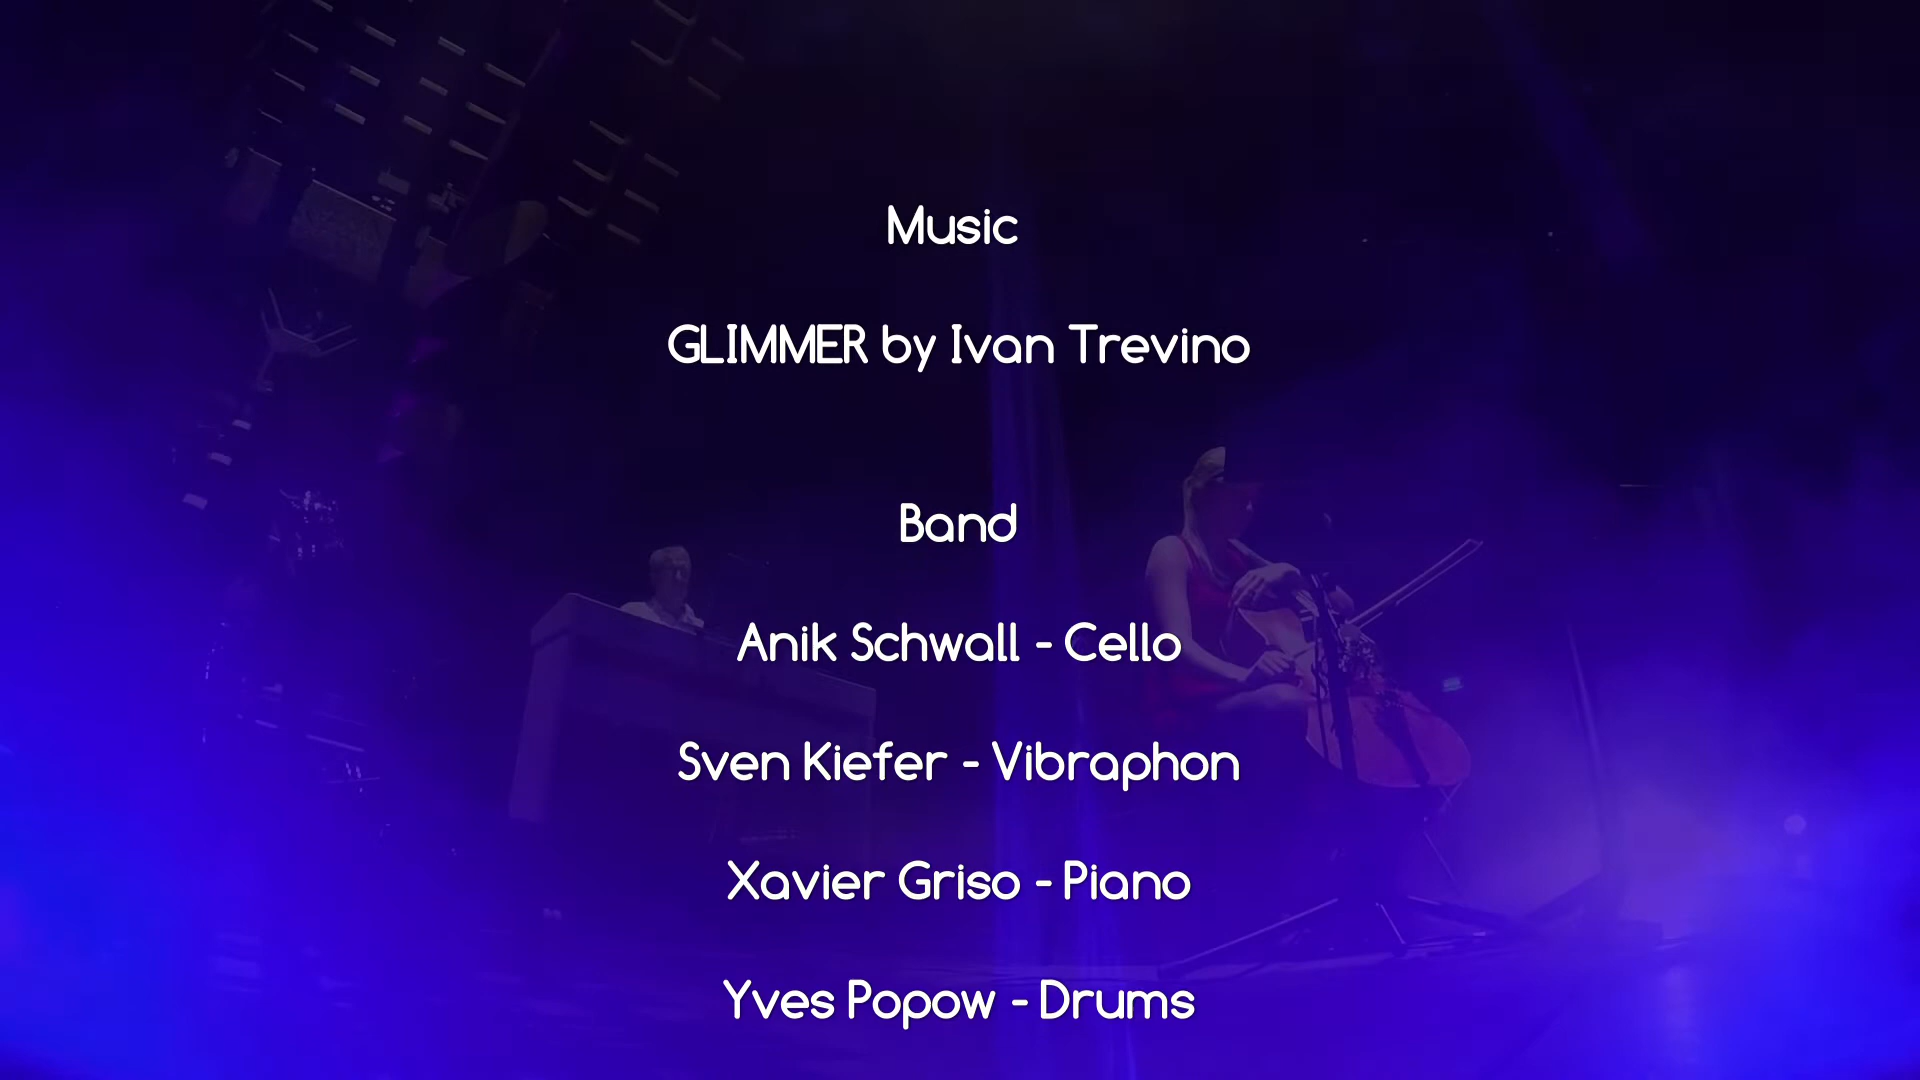 Music
GLIMMER by Ivan Trevino
Band
Anik Schwall - Cello
Sven Kiefer - Vibraphon
Xavier Griso - Piano
Yves Popow - Drums